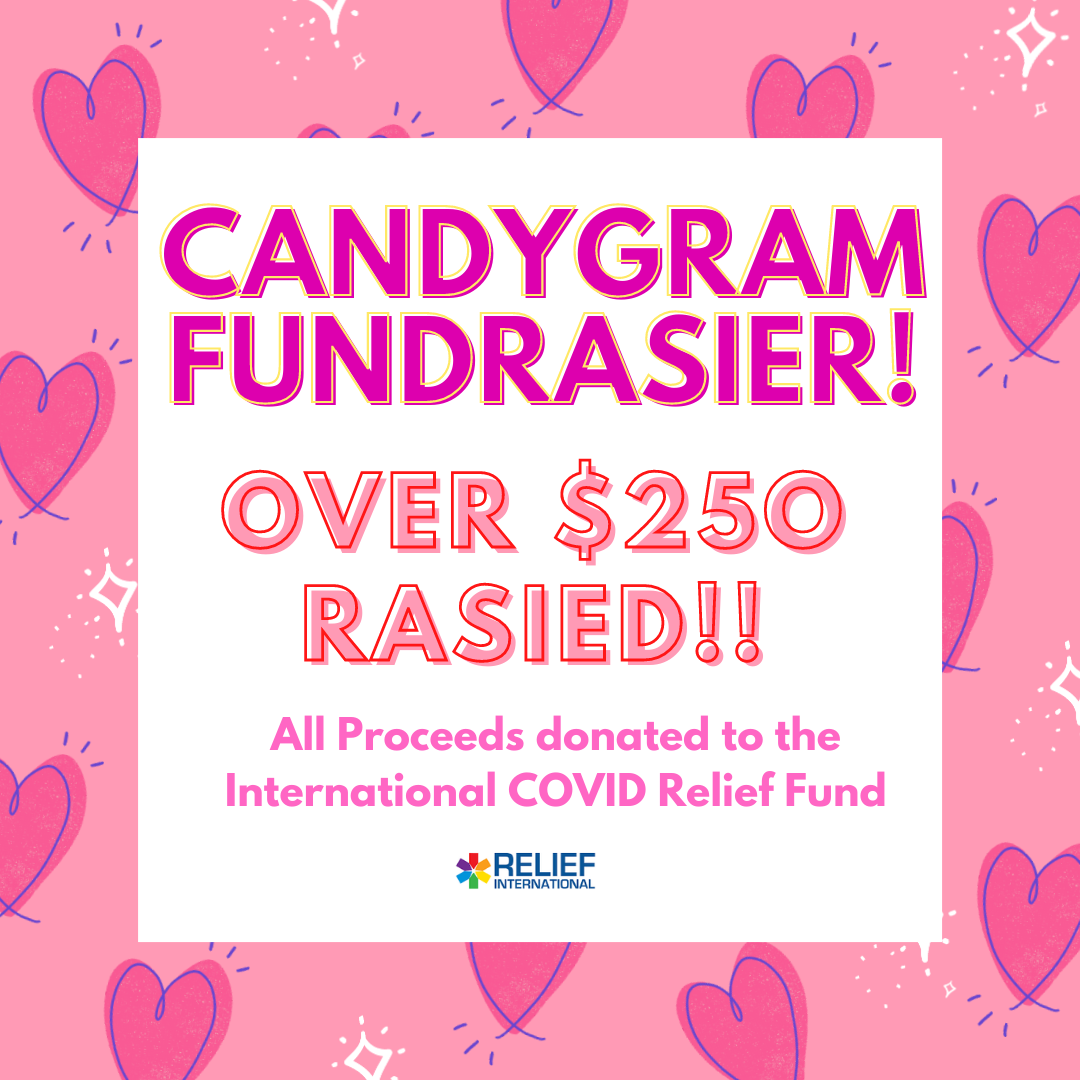 CANDYGRAM
FUNDRASIER!
OVER $250
RASIED!!
All Proceeds donated to the
International COVID Relief Fund
RELIEF
INTERNATIONAL